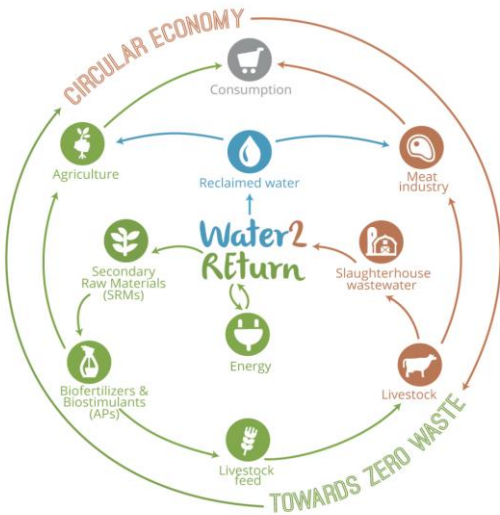 CIRCULAR ECONOMY
Consumption
Agriculture
Reclaimed water
Meat
industry
Water2
REturn
Secondary
Raw Materials
(SRMs)
Slaughterhouse
wastewater
Energy
Biofertilizers &
Biostimulants
(APs)
Livestock
Livestock
feed
TOWARDS ZERO WASTE